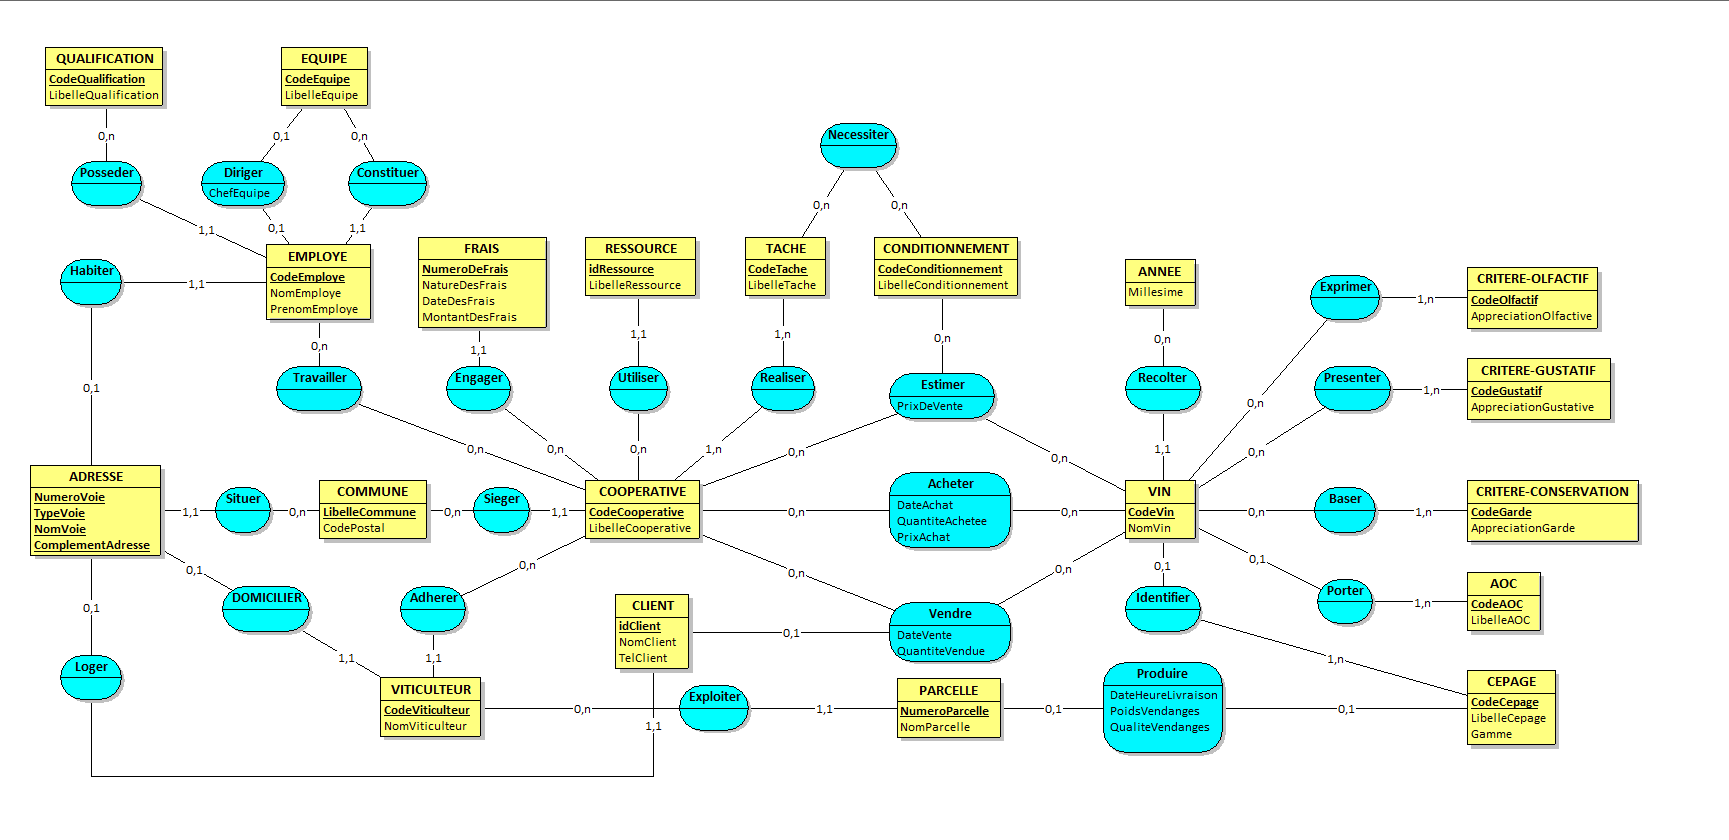 QUALIFICATION
CodeQualification
LibelleQualification
EQUIPE
CodeEquipe
LibelleEquipe
0,n
0,1
0,n
Necessiter
Posseder
Diriger
ChefEquipe
Constituer
0,n
0,n
1,1
0,1
1,1
Habiter
1,1
EMPLOYE
CodeEmploye
NomEmploye
PrenomEmploye
FRAIS
NumeroDeFrais
NatureDesFrais
DateDesFrais
MontantDesFrais
RESSOURCE
idRessource
LibelleRessource
TACHE
CodeTache
LibelleTache
CONDITIONNEMENT
CodeConditionnement
LibelleConditionnement
ANNEE
Millesime
Exprimer
1,n
CRITERE-OLFACTIF
CodeOlfactif
AppreciationOlfactive
0,n
1,1
1,1
1,n
0,n
0,n
0,1
Travailler
Engager
Utiliser
Realiser
Estimer
PrixDeVente
Recolter
Presenter
1,n
CRITERE-GUSTATIF
CodeGustatif
AppreciationGustative
0,n
0,n
0,n
0,n
1,n
0,n
0,n
1,1
0,n
ADRESSE
NumeroVoie
TypeVoie
NomVoie
ComplementAdresse
1,1
Situer
0,n
COMMUNE
LibelleCommune
CodePostal
0,n
Sieger
1,1
COOPERATIVE
CodeCooperative
LibelleCooperative
0,n
Acheter
DateAchat
QuantiteAchetee
PrixAchat
0,n
VIN
CodeVin
NomVin
0,n
Baser
1,n
CRITERE-CONSERVATION
CodeGarde
AppreciationGarde
0,1
0,n
0,n
0,n
0,1
0,1
0,1
DOMICILIER
Adherer
CLIENT
idClient
NomClient
TelClient
0,1
Vendre
DateVente
QuantiteVendue
Identifier
Porter
1,n
AOC
CodeAOC
LibelleAOC
Loger
1,1
1,1
1,n
VITICULTEUR
CodeViticulteur
NomViticulteur
0,n
Exploiter
1,1
1,1
PARCELLE
NumeroParcelle
NomParcelle
0,1
Produire
DateHeureLivraison
PoidsVendanges
QualiteVendanges
0,1
CEPAGE
CodeCepage
LibelleCepage
Gamme